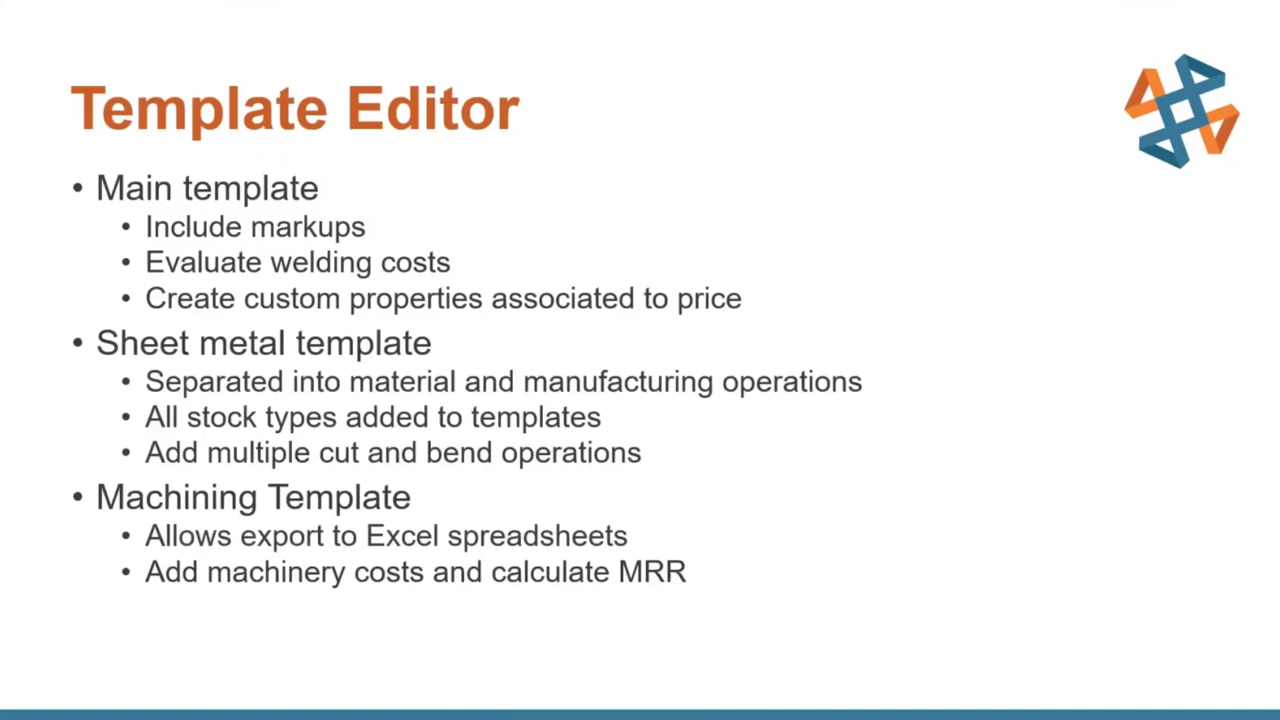 Template Editor
• Main template
• Include markups
• Evaluate welding costs
• Create custom properties associated to price
• Sheet metal template
• Separated into material and manufacturing operations
• All stock types added to templates
• Add multiple cut and bend operations
• Machining Template
• Allows export to Excel spreadsheets
• Add machinery costs and calculate MRR